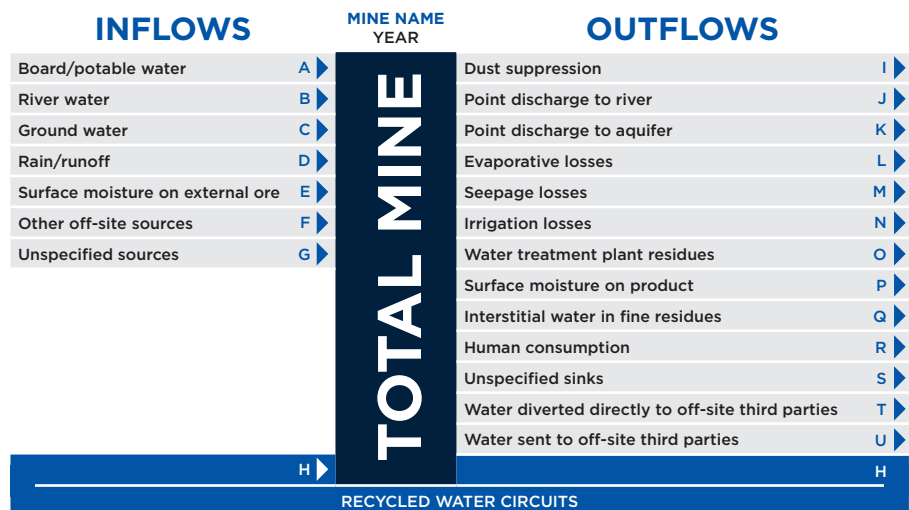 INFLOWS
MINE NAME
YEAR
OUTFLOWS
Board/potable water A
River water B
Ground water C
Rain/runoff D
Surface moisture on external ore E
Other off-site sources F
Unspecified sources G
H
TOTAL MINE
Dust suppression I
Point discharge to river J
Point discharge to aquifer K
Evaporative losses L
Seepage losses M
Irrigation losses N
Water treatment plant residues O
Surface moisture on product P
Interstitial water in fine residues Q
Human consumption R
Unspecified sinks S
Water diverted directly to off-site third parties T
Water sent to off-site third parties U
H
RECYCLED WATER CIRCUITS